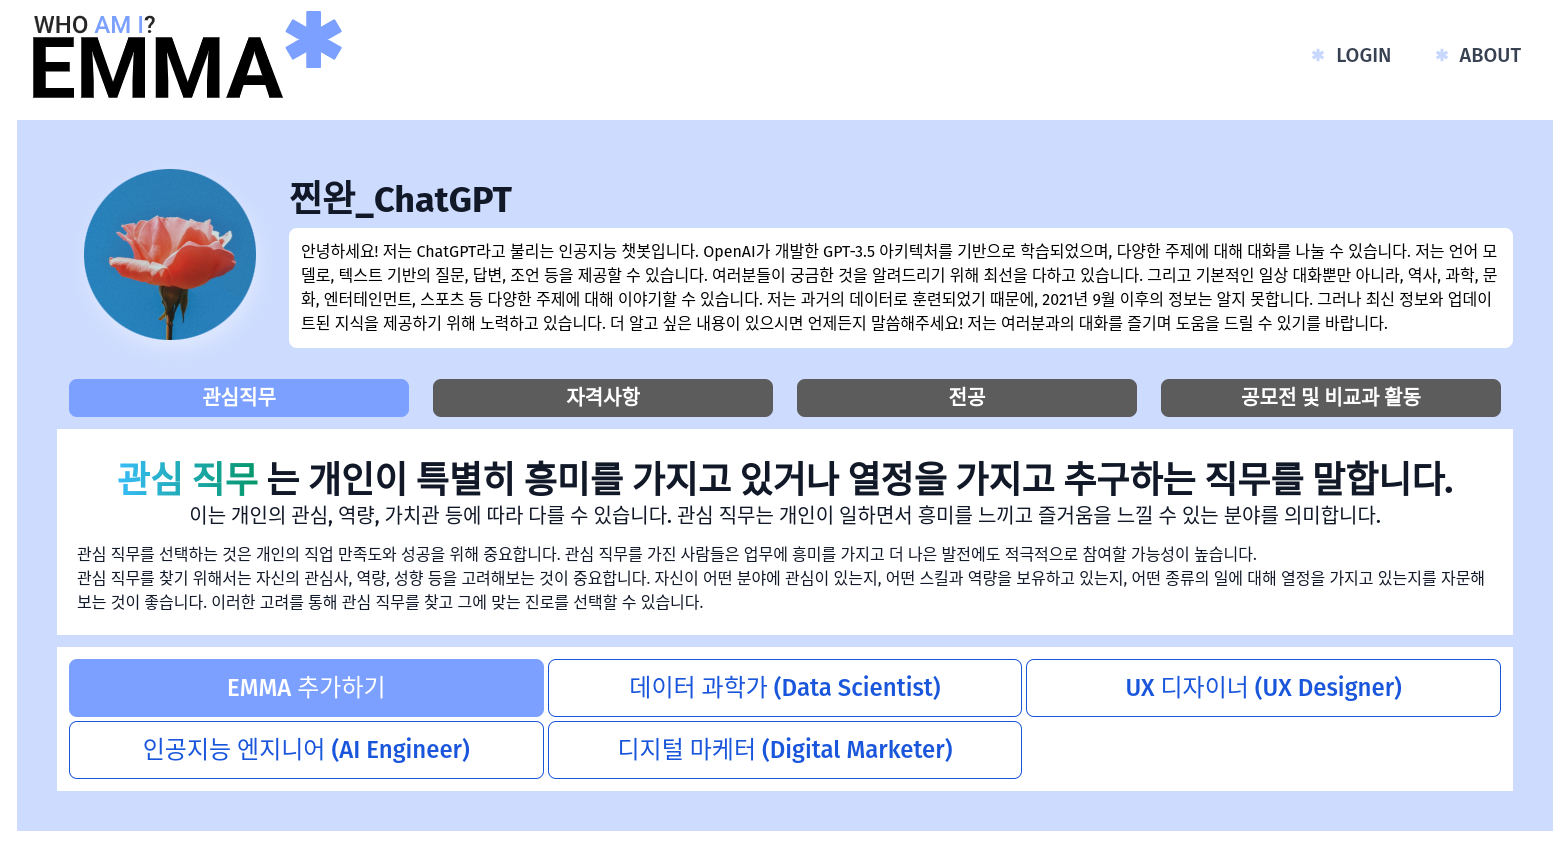 WHO AM I?
EMMA*
LOGIN
ABOUT
찐완_ChatGPT
안녕하세요! 저는 ChatGPT라고 불리는 인공지능 챗봇입니다. OpenAI가 개발한 GPT-3.5 아키텍처를 기반으로 학습되었으며, 다양한 주제에 대해 대화를 나눌 수 있습니다. 저는 언어 모
델로, 텍스트 기반의 질문, 답변, 조언 등을 제공할 수 있습니다. 여러분들이 궁금한 것을 알려드리기 위해 최선을 다하고 있습니다. 그리고 기본적인 일상 대화뿐만 아니라, 역사, 과학, 문
화, 엔터테인먼트, 스포츠 등 다양한 주제에 대해 이야기할 수 있습니다. 저는 과거의 데이터로 훈련되었기 때문에, 2021년 9월 이후의 정보는 알지 못합니다. 그러나 최신 정보와 업데이
트된 지식을 제공하기 위해 노력하고 있습니다. 더 알고 싶은 내용이 있으시면 언제든지 말씀해주세요! 저는 여러분과의 대화를 즐기며 도움을 드릴 수 있기를 바랍니다.
관심직무
자격사항
전공
공모전 및 비교과 활동
관심 직무 는 개인이 특별히 흥미를 가지고 있거나 열정을 가지고 추구하는 직무를 말합니다.
이는 개인의 관심, 역량, 가치관 등에 따라 다를 수 있습니다. 관심 직무는 개인이 일하면서 흥미를 느끼고 즐거움을 느낄 수 있는 분야를 의미합니다.
관심 직무를 선택하는 것은 개인의 직업 만족도와 성공을 위해 중요합니다. 관심 직무를 가진 사람들은 업무에 흥미를 가지고 더 나은 발전에도 적극적으로 참여할 가능성이 높습니다.
관심 직무를 찾기 위해서는 자신의 관심사, 역량, 성향 등을 고려해보는 것이 중요합니다. 자신이 어떤 분야에 관심이 있는지, 어떤 스킬과 역량을 보유하고 있는지, 어떤 종류의 일에 대해 열정을 가지고 있는지를 자문해
보는 것이 좋습니다. 이러한 고려를 통해 관심 직무를 찾고 그에 맞는 진로를 선택할 수 있습니다.
EMMA 추가하기
데이터 과학가 (Data Scientist)
UX 디자이너 (UX Designer)
인공지능 엔지니어 (AI Engineer)
디지털 마케터 (Digital Marketer)